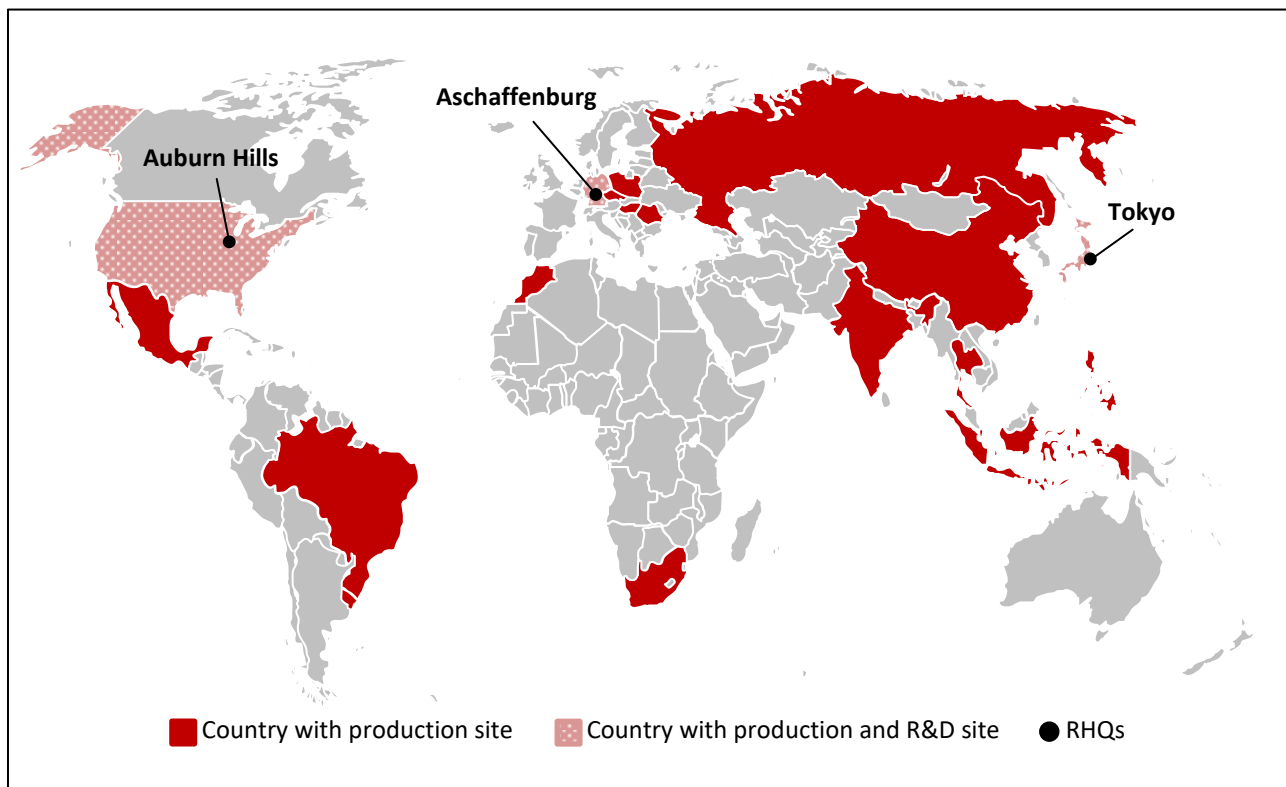 Aschaffenburg
Auburn Hills
Tokyo
Country with production site
Country with production and R&D site
RHQs